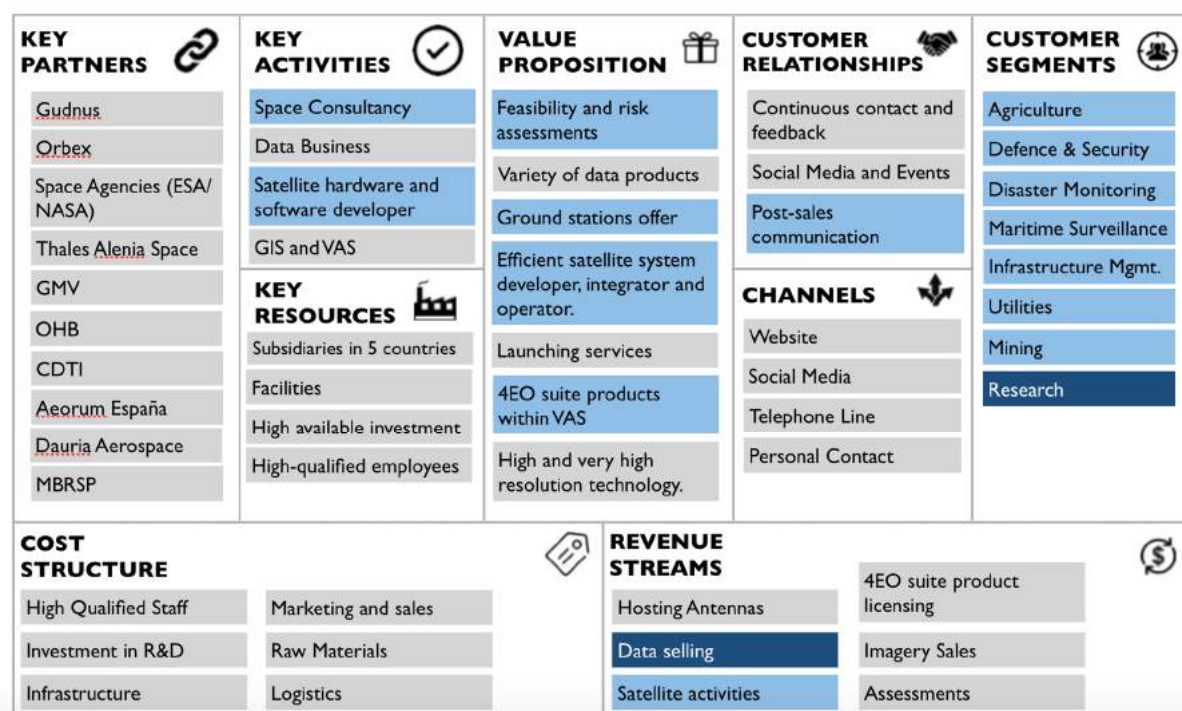 KEY
PARTNERS
Gudnus
Orbex
Space Agencies (ESA/
NASA)
Thales Alenia Space
GMV
OHB
CDTI
Aeorum España
Dauria Aerospace
MBRSP
KEY
ACTIVITIES
Space Consultancy
Data Business
Satellite hardware and
software developer
GIS and VAS
KEY
RESOURCES
Subsidiaries in 5 countries
Facilities
High available investment
High-qualified employees
VALUE
PROPOSITION
Feasibility and risk
assessments
Variety of data products
Ground stations offer
Efficient satellite system
developer, integrator and
operator.
Launching services
4EO suite products
within VAS
High and very high
resolution technology.
CUSTOMER
RELATIONSHIPS
Continuous contact and
feedback
Social Media and Events
Post-sales
communication
CHANNELS
Website
Social Media
Telephone Line
Personal Contact
CUSTOMER
SEGMENTS
Agriculture
Defence & Security
Disaster Monitoring
Maritime Surveillance
Infrastructure Mgmt.
Utilities
Mining
Research
COST
STRUCTURE
High Qualified Staff
Investment in R&D
Infrastructure
Marketing and sales
Raw Materials
Logistics
REVENUE
STREAMS
Hosting Antennas
Data selling
Satellite activities
4EO suite product
licensing
Imagery Sales
Assessments